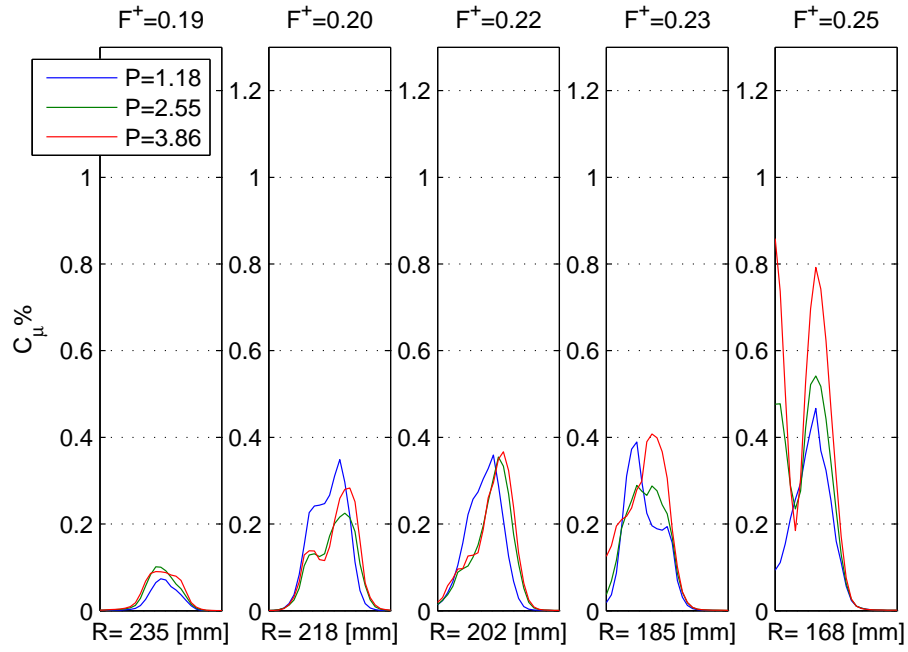 F+=0.19 F+=0.20 F+=0.22 F+=0.23 F+=0.25
P=1.18
P=2.55
P=3.86
1.2 1.2 1.2 1.2
1 1 1 1
0.8 0.8 0.8 0.8 0.8
0.6 0.6 0.6 0.6 0.6
0.4 0.4 0.4 0.4 0.4
0.2 0.2 0.2 0.2 0.2
0 0 0 0 0
Cμ%
R= 235 [mm] R= 218 [mm] R= 202 [mm] R= 185 [mm] R= 168 [mm]